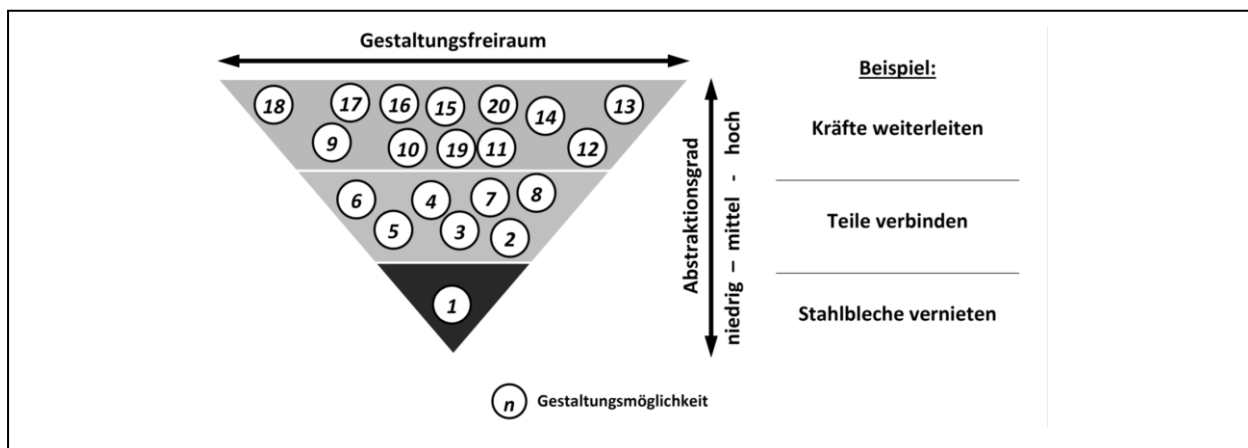 Gestaltungsfreiraum
Beispiel:
18 17 16 15 20 14 13
9 10 19 11 12
Kräfte weiterleiten
6 4 7 8
5 3 2
Teile verbinden
1
Stahlbleche vernieten
Abstraktionsgrad
niedrig – mittel - hoch
n Gestaltungsmöglichkeit